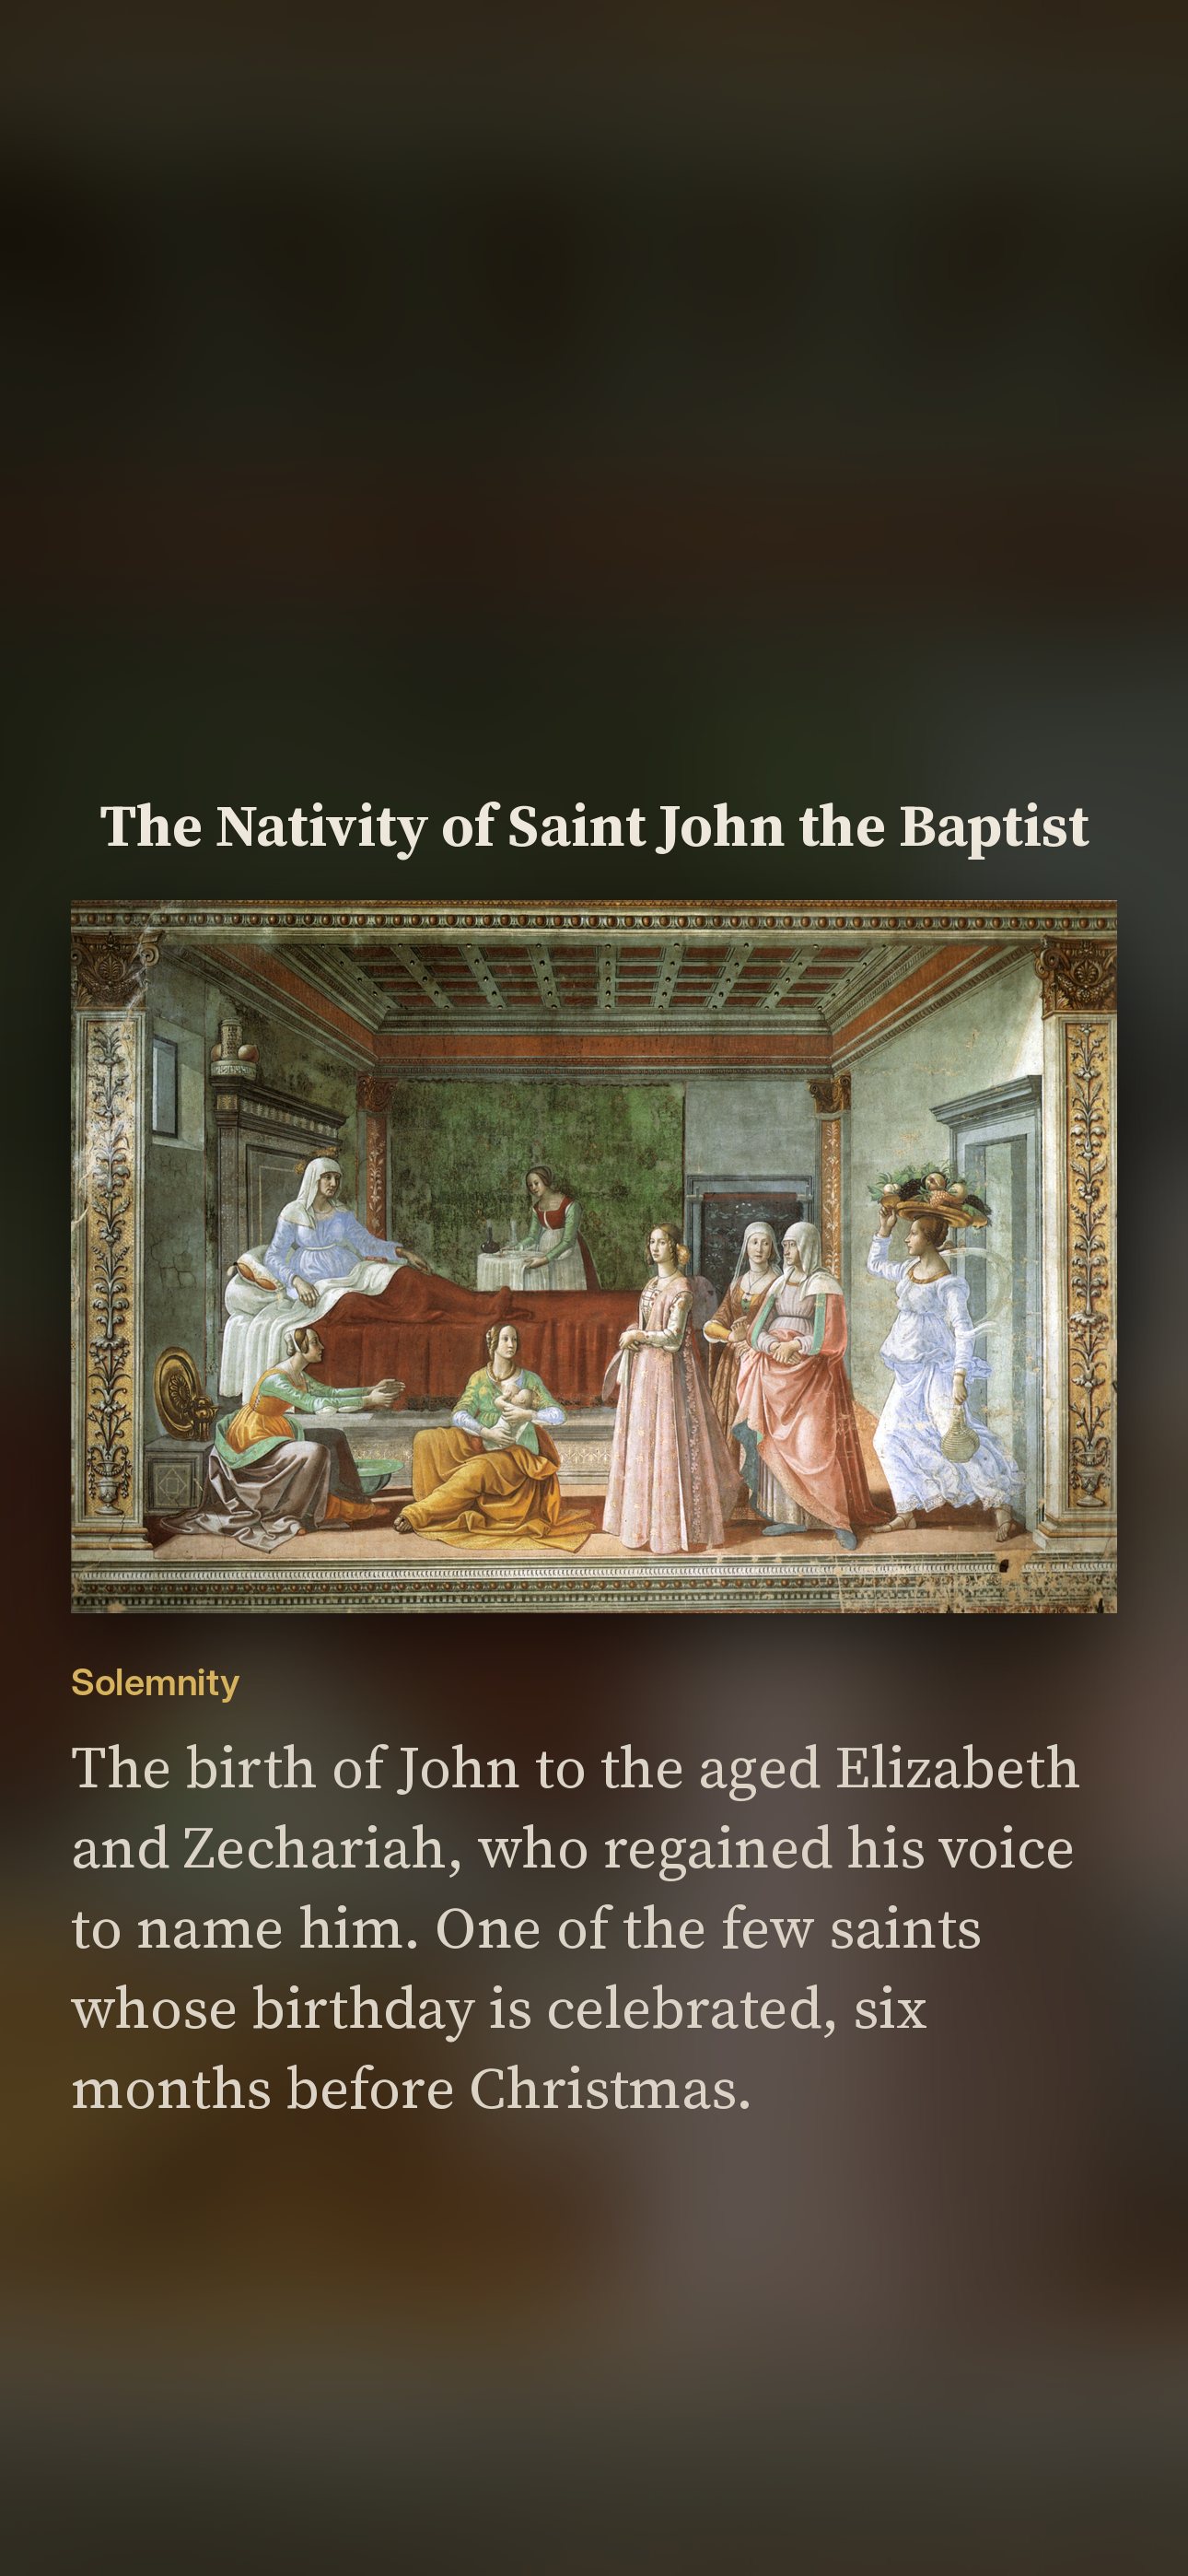 The Nativity of Saint John the Baptist
Solemnity
The birth of John to the aged Elizabeth
and Zechariah, who regained his voice
to name him. One of the few saints
whose birthday is celebrated, six
months before Christmas.